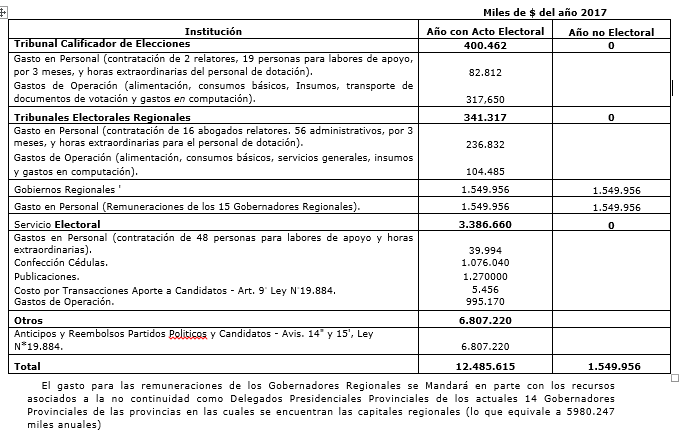 Miles de $ del año 2017
Institución Año con Acto Electoral Año no Electoral
Tribunal Calificador de Elecciones 400.462 0
Gasto en Personal (contratación de 2 relatores, 19 personas para labores de apoyo,
por 3 meses, y horas extraordinarias del personal de dotación). 82.812
Gastos de Operación (alimentación, consumos básicos, Insumos, transporte de
documentos de votación y gastos en computación). 317,650
Tribunales Electorales Regionales 341.317 0
Gasto en Personal (contratación de 16 abogados relatores. 56 administrativos, por 3
meses, y horas extraordinarias para el personal de dotación). 236.832
Gastos de Operación (alimentación, consumos básicos, servicios generales, insumos
y gastos en computación). 104.485
Gobiernos Regionales ' 1.549.956 1.549.956
Gasto en Personal (Remuneraciones de los 15 Gobernadores Regionales). 1.549.956 1.549.956
Servicio Electoral 3.386.660 0
Gastos en Personal (contratación de 48 personas para labores de apoyo y horas
extraordinarias). 39.994
Confección Cédulas. 1.076.040
Publicaciones. 1.270000
Costo por Transacciones Aporte a Candidatos - Art. 9' Ley N'19.884. 5.456
Gastos de Operación. 995.170
Otros 6.807.220
Anticipos y Reembolsos Partidos Politicos y Candidatos - Avis. 14" y 15', Ley
N*19.884. 6.807.220
Total 12.485.615 1.549.956
El gasto para las remuneraciones de los Gobernadores Regionales se Mandará en parte con los recursos
asociados a la no continuidad como Delegados Presidenciales Provinciales de los actuales 14 Gobernadores
Provinciales de las provincias en las cuales se encuentran las capitales regionales (lo que equivale a 5980.247
miles anuales)